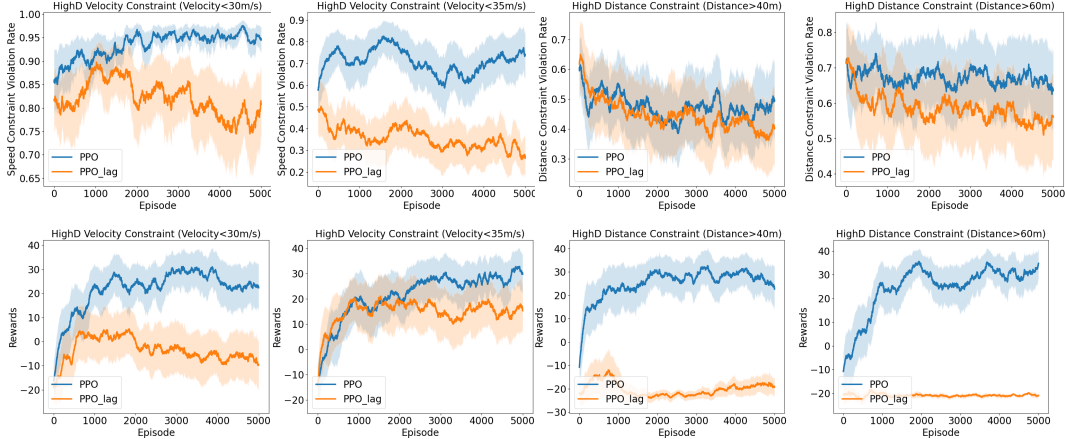 HighD Velocity Constraint (Velocity<30m/s)
Speed Constraint Violation Rate
1.00
0.95
0.90
0.85
0.80
0.75
0.70
0.65
PPO
PPO_lag
0 1000 2000 3000 4000 5000
Episode
HighD Velocity Constraint (Velocity<35m/s)
Speed Constraint Violation Rate
0.9
0.8
0.7
0.6
0.5
0.4
0.3
0.2
PPO
PPO_lag
0 1000 2000 3000 4000 5000
Episode
HighD Distance Constraint (Distance>40m)
Distance Constraint Violation Rate
0.7
0.6
0.5
0.4
0.3
PPO
PPO_lag
0 1000 2000 3000 4000 5000
Episode
HighD Distance Constraint (Distance>60m)
Distance Constraint Violation Rate
0.8
0.7
0.6
0.5
0.4
PPO
PPO_lag
0 1000 2000 3000 4000 5000
Episode
HighD Velocity Constraint (Velocity<30m/s)
Rewards
40
30
20
10
0
−10
−20
PPO
PPO_lag
0 1000 2000 3000 4000 5000
Episode
HighD Velocity Constraint (Velocity<35m/s)
Rewards
40
30
20
10
0
−10
−20
PPO
PPO_lag
0 1000 2000 3000 4000 5000
Episode
HighD Distance Constraint (Distance>40m)
Rewards
40
30
20
10
0
−10
−20
−30
PPO
PPO_lag
0 1000 2000 3000 4000 5000
Episode
HighD Distance Constraint (Distance>60m)
Rewards
40
30
20
10
0
−10
−20
PPO
PPO_lag
0 1000 2000 3000 4000 5000
Episode